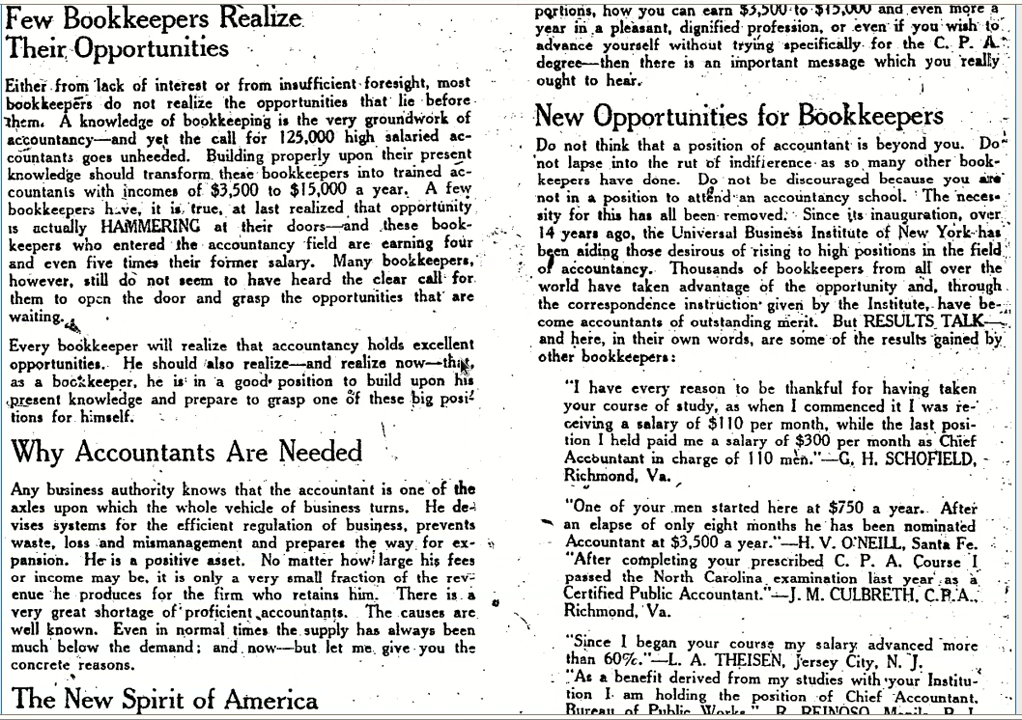 Few Bookkeepers Realize
Their Opportunities
Either from lack of interest or from insufficient foresight, most
bookkeepers do not realize the opportunities that lie before
them. A knowledge of bookkeeping is the very groundwork of
accountancy—and yet the call for 125,000 high salaried ac-
countants goes unheeded. Building properly upon their present
knowledge should transform these bookkeepers into trained ac-
countants with incomes of $3,500 to $15,000 a year. A few
bookkeepers have, it is true, at last realized that opportunity
is actually HAMMERING at their doors—and these book-
keepers who entered the accountancy field are earning four
and even five times their former salary. Many bookkeepers,
however, still do not seem to have heard the clear call for
them to open the door and grasp the opportunities that are
waiting.
Every bookkeeper will realize that accountancy holds excellent
opportunities. He should also realize—and realize now—that,
as a bookkeeper, he is in a good position to build upon his
present knowledge and prepare to grasp one of these big posi-
tions for himself.
Why Accountants Are Needed
Any business authority knows that the accountant is one of the
axles upon which the whole vehicle of business turns. He de-
vises systems for the efficient regulation of business, prevents
waste, loss and mismanagement and prepares the way for ex-
pansion. He is a positive asset. No matter how large his fees
or income may be, it is only a very small fraction of the rev-
enue he produces for the firm who retains him. There is a
very great shortage of proficient accountants. The causes are
well known. Even in normal times the supply has always been
much below the demand; and now—but let me give you the
concrete reasons.
The New Spirit of America
portions, how you can earn $3,500 to $15,000 and even more a
year in a pleasant, dignified profession, or even if you wish to
advance yourself without trying specifically for the C. P. A.
degree—then there is an important message which you really
ought to hear.
New Opportunities for Bookkeepers
Do not think that a position of accountant is beyond you. Do
not lapse into the rut of indifierence as so many other book-
keepers have done. Do not be discouraged because you are
not in a position to attend an accountancy school. The neces-
sity for this has all been removed. Since its inauguration, over
14 years ago, the Universal Business Institute of New York has
been aiding those desirous of rising to high positions in the field
of accountancy. Thousands of bookkeepers from all over the
world have taken advantage of the opportunity and, through
the correspondence instruction given by the Institute, have be-
come accountants of outstanding merit. But RESULTS TALK—
and here, in their own words, are some of the results gained by
other bookkeepers:
"I have every reason to be thankful for having taken
your course of study, as when I commenced it I was re-
ceiving a salary of $110 per month, while the last posi-
tion I held paid me a salary of $300 per month as Chief
Accountant in charge of 110 men."—G. H. SCHOFIELD,
Richmond, Va.
"One of your men started here at $750 a year. After
an elapse of only eight months he has been nominated
Accountant at $3,500 a year."—H. V. O'NEILL, Santa Fe.
"After completing your prescribed C. P. A. Course I
passed the North Carolina examination last year as a
Certified Public Accountant."—J. M. CULBRETH, C.P.A.,
Richmond, Va.
"Since I began your course my salary advanced more
than 60%."—L. A. THEISEN, Jersey City, N. J.
"As a benefit derived from my studies with your Institu-
tion I am holding the position of Chief Accountant,
Bureau of Public Works." R. REINOSO, Manila, P. I.